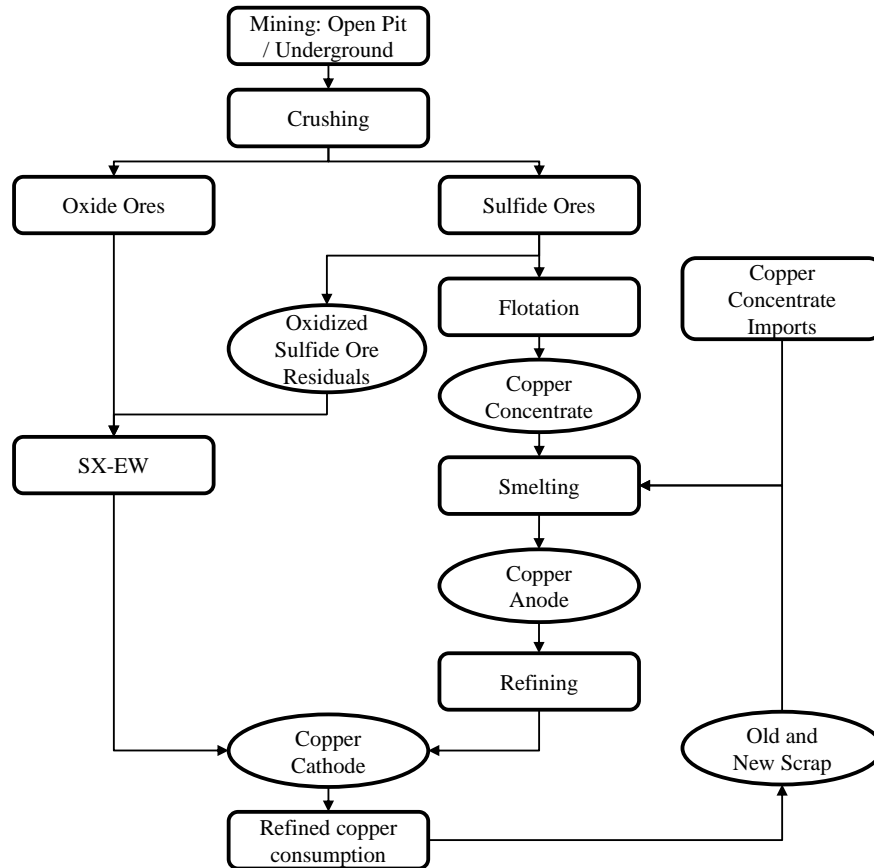 Mining: Open Pit
/ Underground
Crushing
Oxide Ores
Sulfide Ores
Copper
Concentrate
Imports
Flotation
Oxidized
Sulfide Ore
Residuals
Copper
Concentrate
SX-EW
Smelting
Copper
Anode
Refining
Copper
Cathode
Old and
New Scrap
Refined copper
consumption